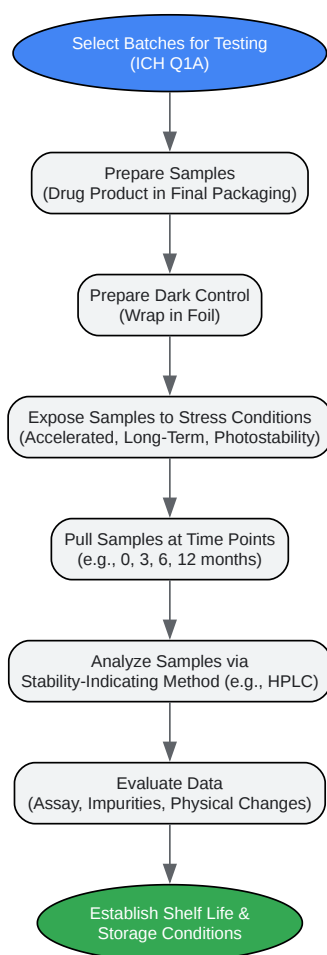 Select Batches for Testing
(ICH Q1A)
Prepare Samples
(Drug Product in Final Packaging)
Prepare Dark Control
(Wrap in Foil)
Expose Samples to Stress Conditions
(Accelerated, Long-Term, Photostability)
Pull Samples at Time Points
(e.g., 0, 3, 6, 12 months)
Analyze Samples via
Stability-Indicating Method (e.g., HPLC)
Evaluate Data
(Assay, Impurities, Physical Changes)
Establish Shelf Life &
Storage Conditions